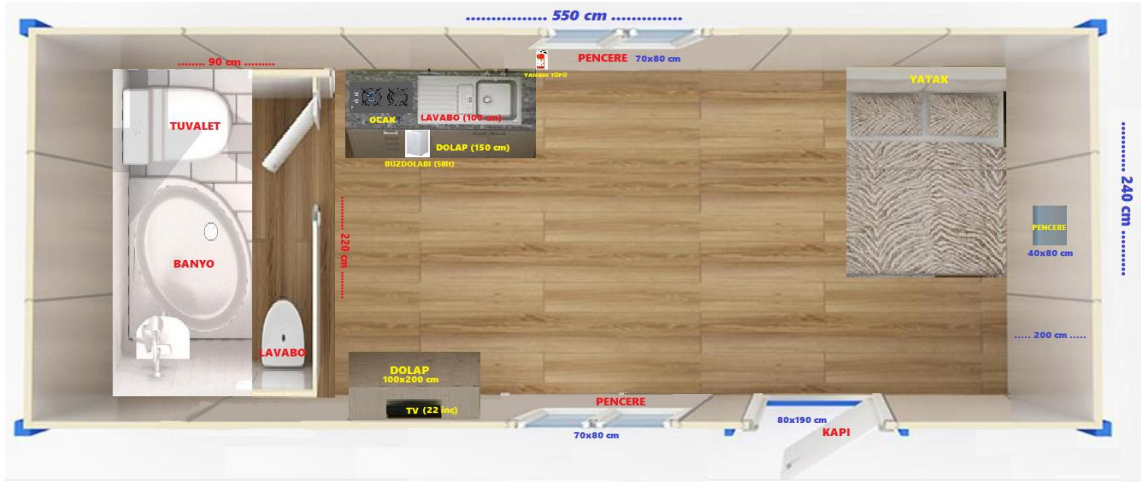 ................ 550 cm ..............
PENCERE 70x80 cm
........ 90 cm .........
YANGIN TÜPÜ
YATAK
TUVALET
OCAK
LAVABO (100 cm)
DOLAP (150 cm)
BUZDOLABI (50lt)
........... 240 cm ...........
......... 220 cm .........
PENCERE
40x80 cm
BANYO
LAVABO
..... 200 cm .....
DOLAP
100x200 cm
TV (22 inc)
PENCERE
70x80 cm
80x190 cm
KAPI